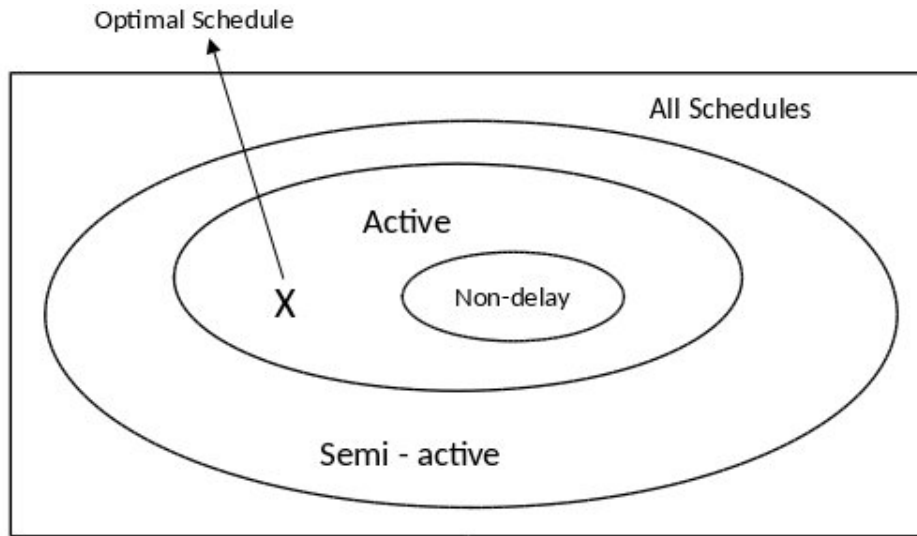 Optimal Schedule
All Schedules
Active
X
Non-delay
Semi - active